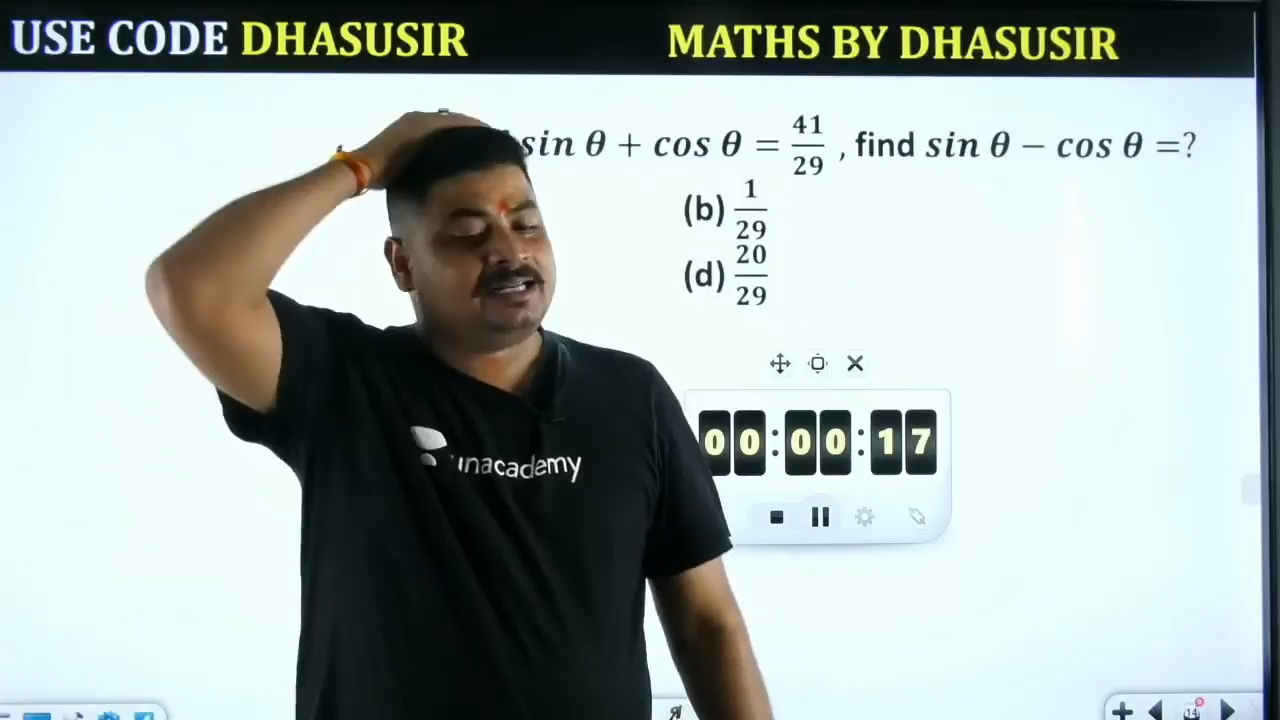 USE CODE DHASUSIR MATHS BY DHASUSIR
sin θ + cos θ = 41/29 , find sin θ − cos θ =?
(b) 1/29
(d) 20/29
00:00:17
unacademy
14